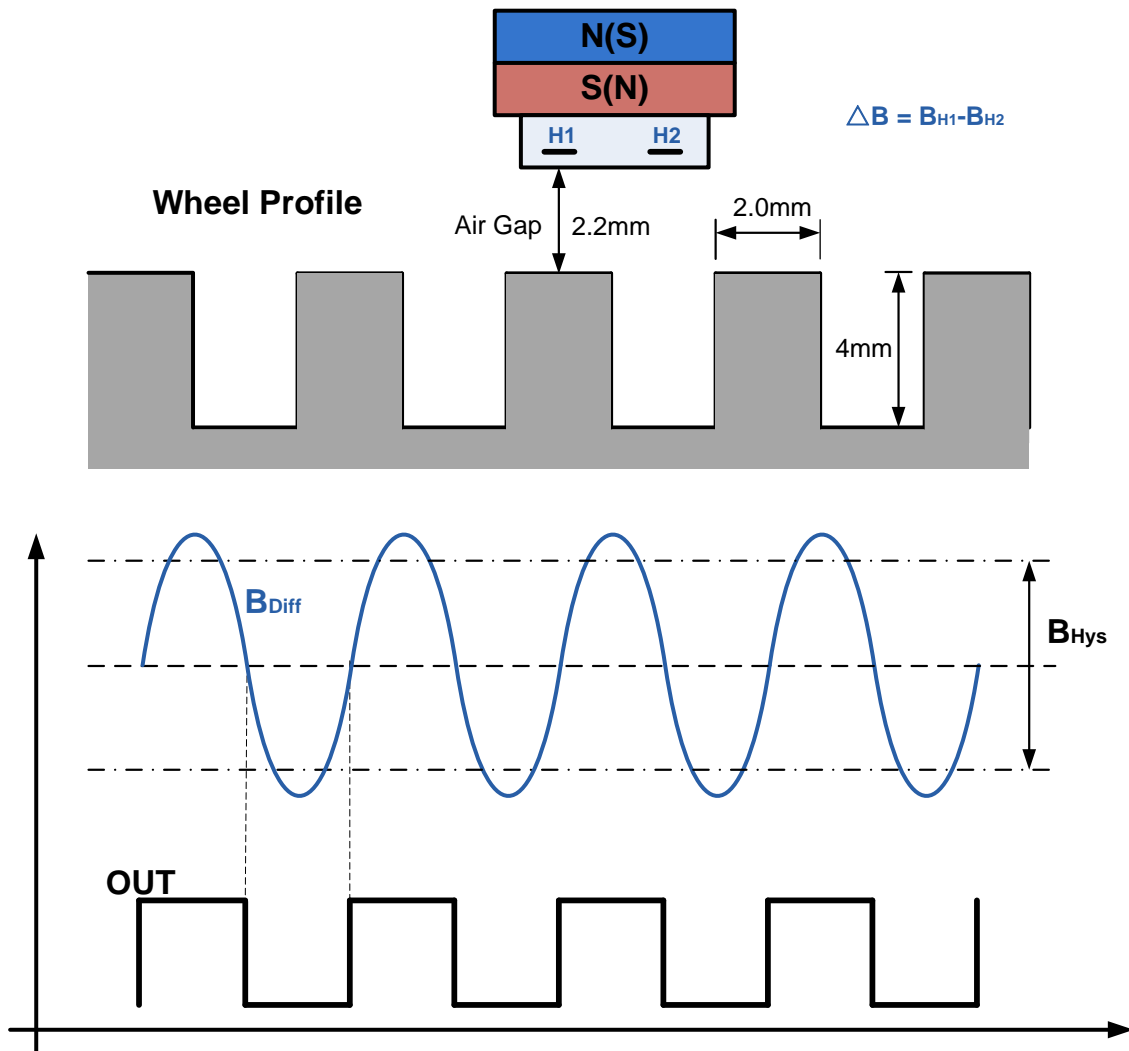 N(S)
S(N)
H1 H2
△B = BH1-BH2
Wheel Profile
Air Gap 2.2mm
2.0mm
4mm
BDiff
BHys
OUT